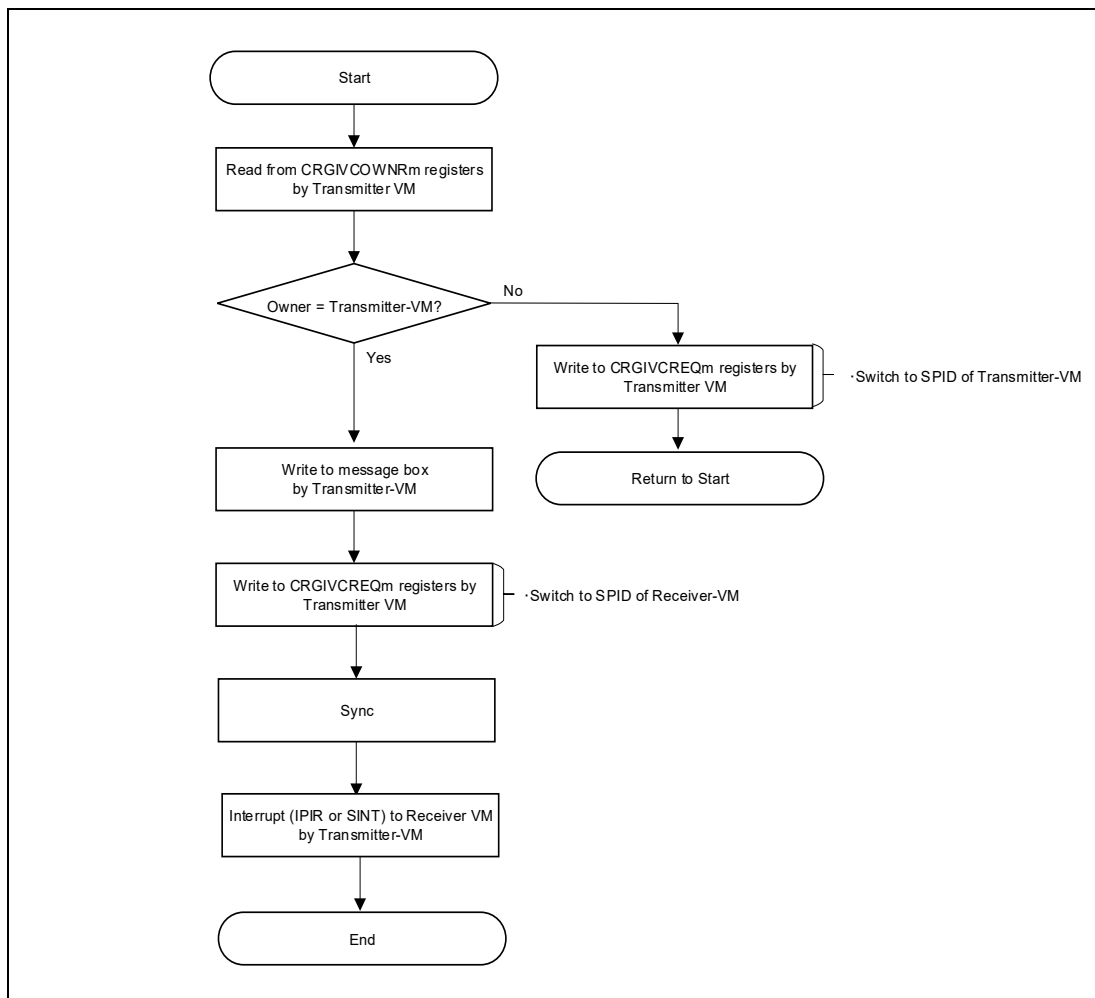 Start
Read from CRGIVCOWNRm registers
by Transmitter VM
Owner = Transmitter-VM?
No
Yes
Write to CRGIVCREQm registers by
Transmitter VM
·Switch to SPID of Transmitter-VM
Return to Start
Write to message box
by Transmitter-VM
Write to CRGIVCREQm registers by
Transmitter VM
·Switch to SPID of Receiver-VM
Sync
Interrupt (IPIR or SINT) to Receiver VM
by Transmitter-VM
End